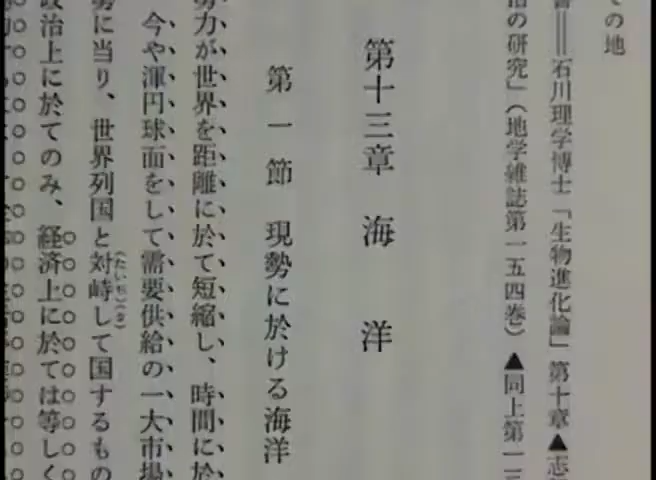 の地
書＝＝石川理学博士「生物進化論」第十章▲志
の研究」（地学雑誌第一五四巻）▲同上第一三
第十三章　海　洋
第一節　現勢に於ける海洋
勢力が世界を距離に於て短縮し、時間に於
今や渾円球面をして需要供給の一大市場
勢に当り、世界列国と対峙して国するもの
たいぢ（ママ）
政治上に於てのみ、経済上に於ては等しく